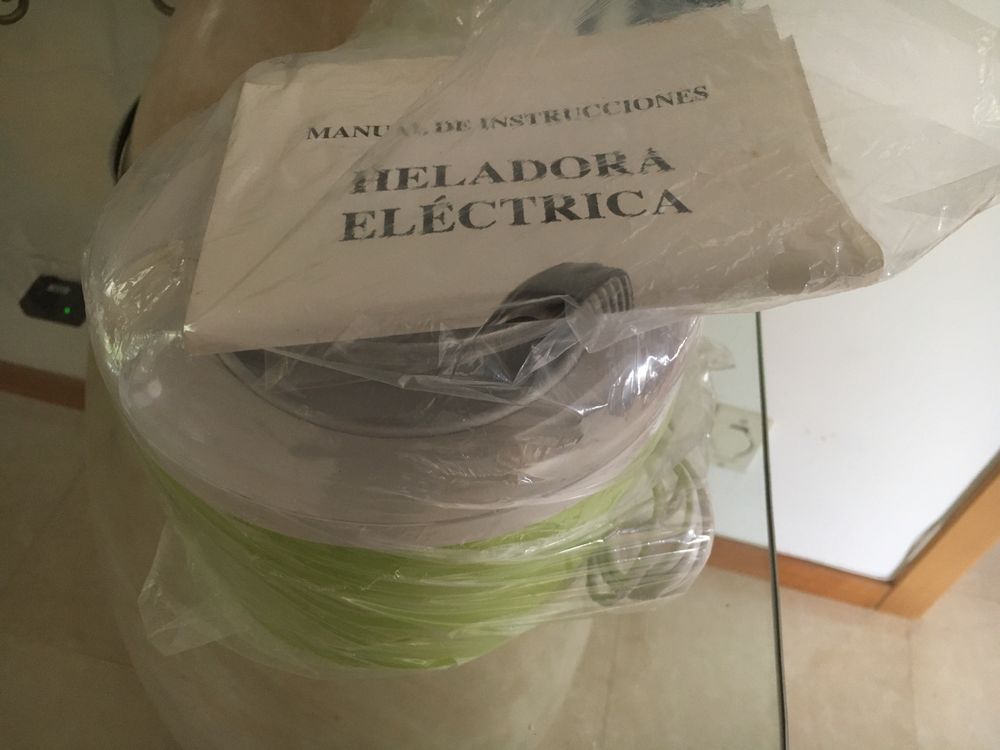 MANUAL DE INSTRUCCIONES
HELADORA
ELÉCTRICA